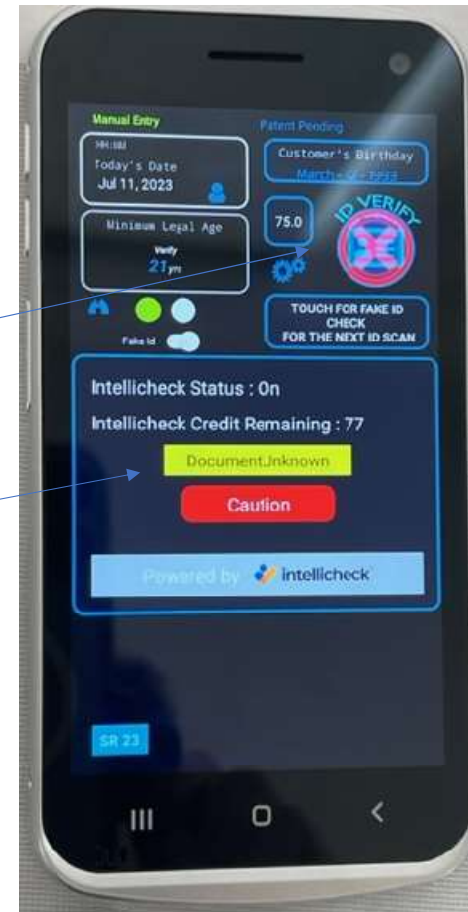 Manual Entry
Patent Pending
Today's Date
Jul 11, 2023
Customer's Birthday
1993
Minimum Legal Age
Verify
21 yrs
75.0
ID VERIFY
Fake Id
TOUCH FOR FAKE ID
CHECK
FOR THE NEXT ID SCAN
Intellicheck Status : On
Intellicheck Credit Remaining : 77
DocumentUnknown
Caution
Powered by intellicheck
SR 23